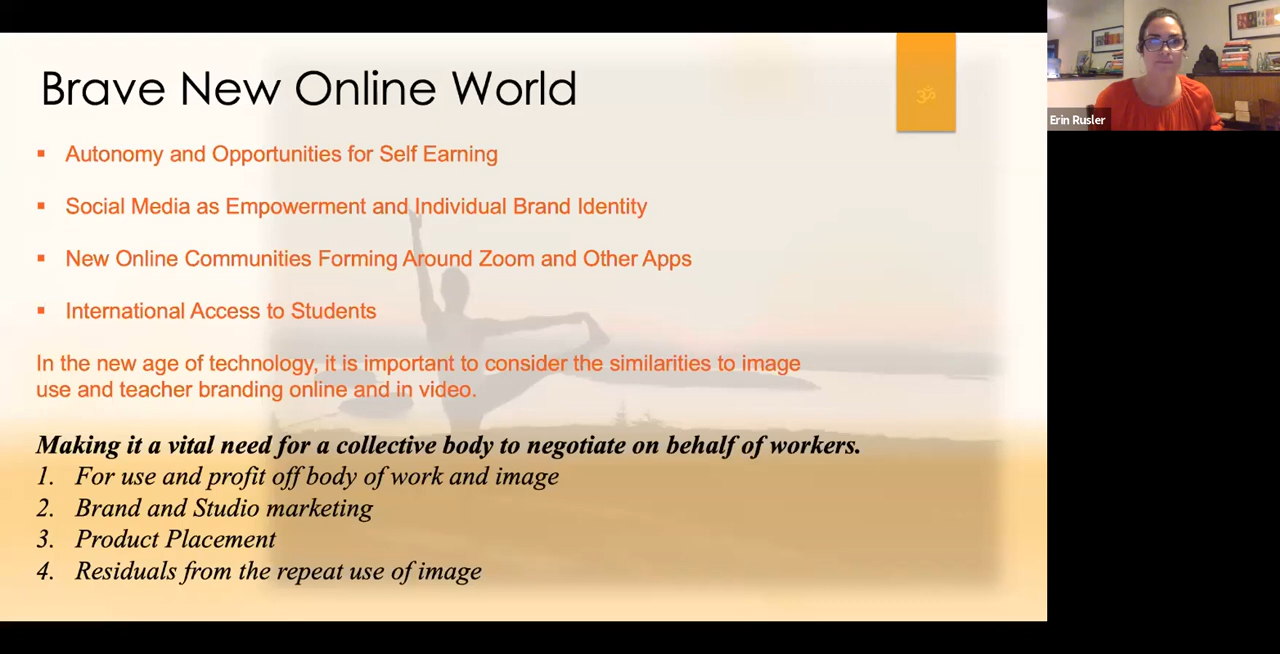 Brave New Online World
ॐ
▪ Autonomy and Opportunities for Self Earning
▪ Social Media as Empowerment and Individual Brand Identity
▪ New Online Communities Forming Around Zoom and Other Apps
▪ International Access to Students
In the new age of technology, it is important to consider the similarities to image
use and teacher branding online and in video.
Making it a vital need for a collective body to negotiate on behalf of workers.
1. For use and profit off body of work and image
2. Brand and Studio marketing
3. Product Placement
4. Residuals from the repeat use of image
Erin Rusler